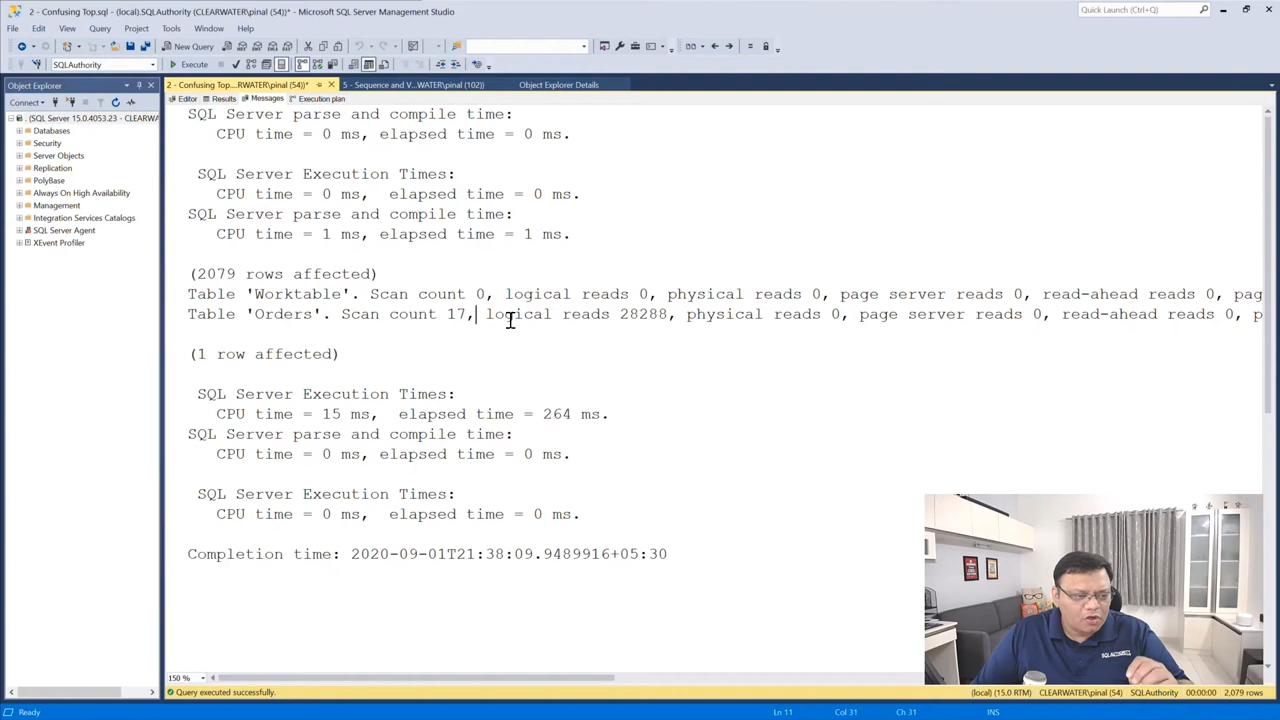 2 - Confusing Top.sql - (local).SQLAuthority (CLEARWATER\pinal (54))* - Microsoft SQL Server Management Studio
Quick Launch (Ctrl+Q)
File Edit View Query Project Tools Window Help
New Query
SQLAuthority
Execute
Object Explorer
2 - Confusing Top....RWATER\pinal (54))*
5 - Sequence and V...WATER\pinal (102))
Object Explorer Details
Connect
Editor
Results
Messages
Execution plan
. (SQL Server 15.0.4053.23 - CLEARW
Databases
Security
Server Objects
Replication
PolyBase
Always On High Availability
Management
Integration Services Catalogs
SQL Server Agent
XEvent Profiler
SQL Server parse and compile time:
CPU time = 0 ms, elapsed time = 0 ms.
SQL Server Execution Times:
CPU time = 0 ms,  elapsed time = 0 ms.
SQL Server parse and compile time:
CPU time = 1 ms, elapsed time = 1 ms.
(2079 rows affected)
Table 'Worktable'. Scan count 0, logical reads 0, physical reads 0, page server reads 0, read-ahead reads 0, pag
Table 'Orders'. Scan count 17, logical reads 28288, physical reads 0, page server reads 0, read-ahead reads 0, p
(1 row affected)
SQL Server Execution Times:
CPU time = 15 ms,  elapsed time = 264 ms.
SQL Server parse and compile time:
CPU time = 0 ms, elapsed time = 0 ms.
SQL Server Execution Times:
CPU time = 0 ms,  elapsed time = 0 ms.
Completion time: 2020-09-01T21:38:09.9489916+05:30
SQLAUTHORITY
150 %
Query executed successfully.
(local) (15.0 RTM)
CLEARWATER\pinal (54)
SQLAuthority
00:00:00
2,079 rows
Ready
Ln 11
Col 31
Ch 31
INS